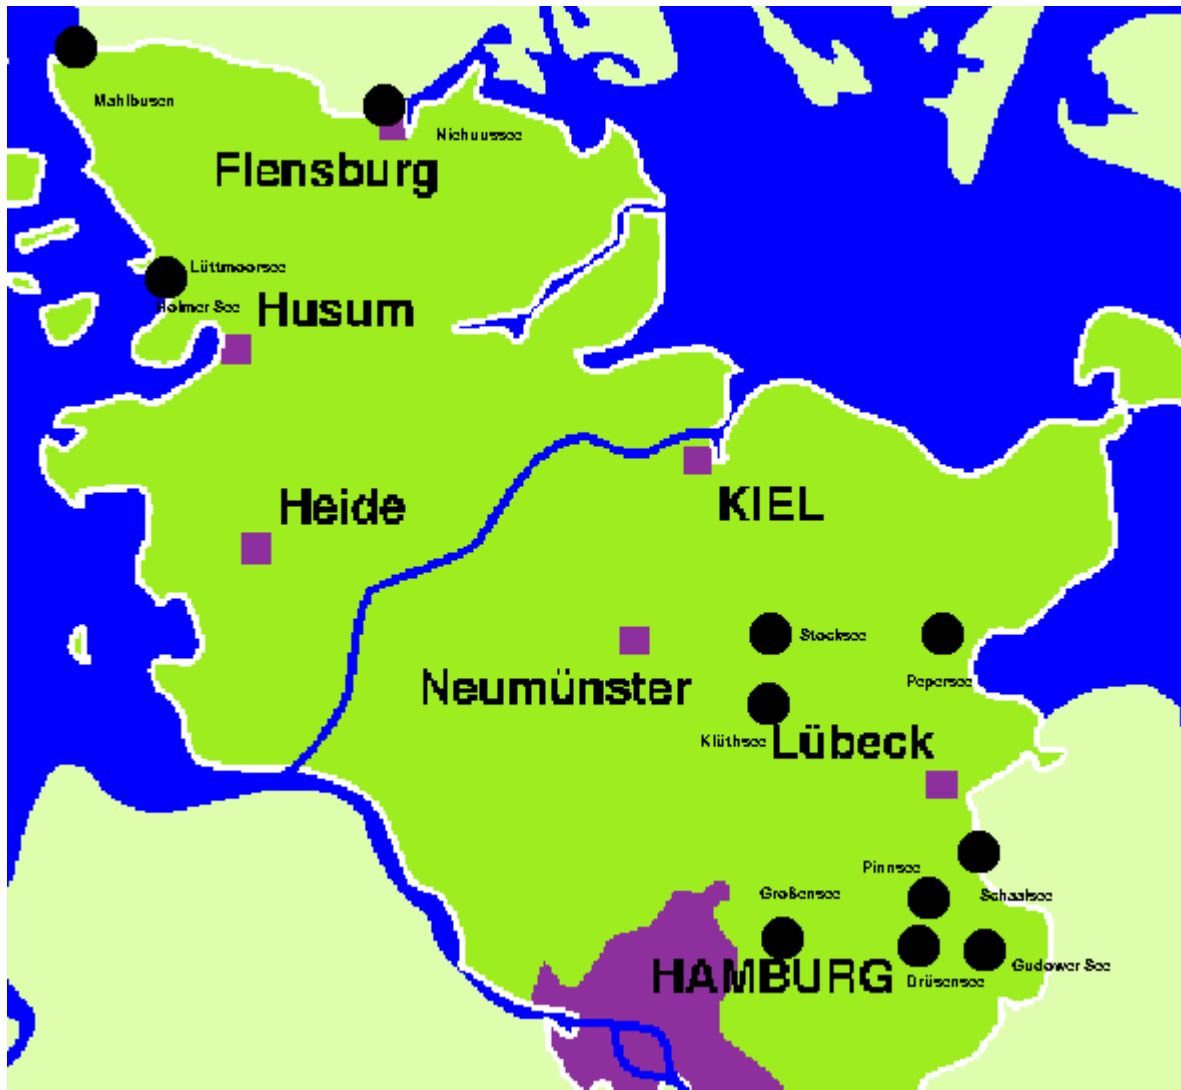 Mahlbusen
Niehuussee
Flensburg
Lüttmoorsee
Holmer See
Husum
Heide
KIEL
Stocksee
Neumünster
Pepersee
Klüthsee
Lübeck
Pinnsee
Großensee
Schaalsee
HAMBURG
Drüsensee
Gudower See